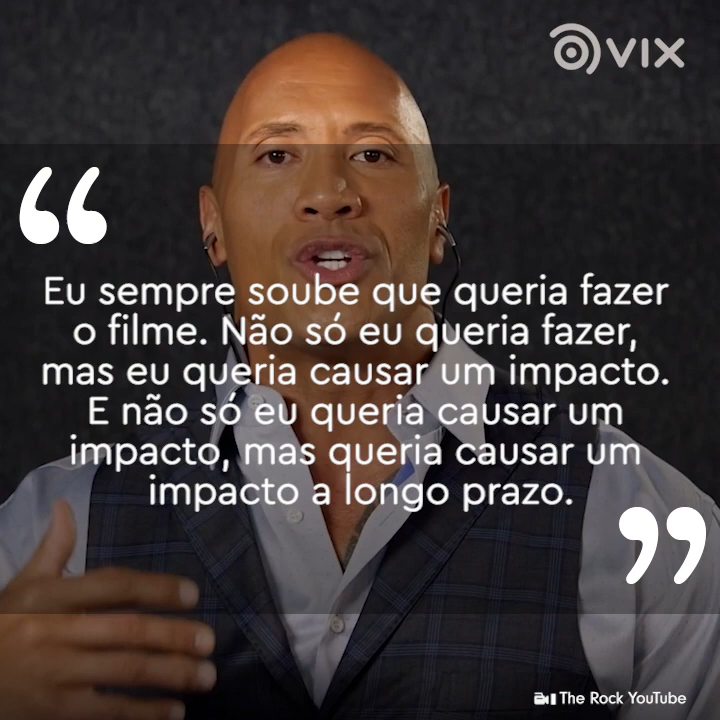 VIX
“
Eu sempre soube que queria fazer
o filme. Não só eu queria fazer,
mas eu queria causar um impacto.
E não só eu queria causar um
impacto, mas queria causar um
impacto a longo prazo.
”
The Rock YouTube